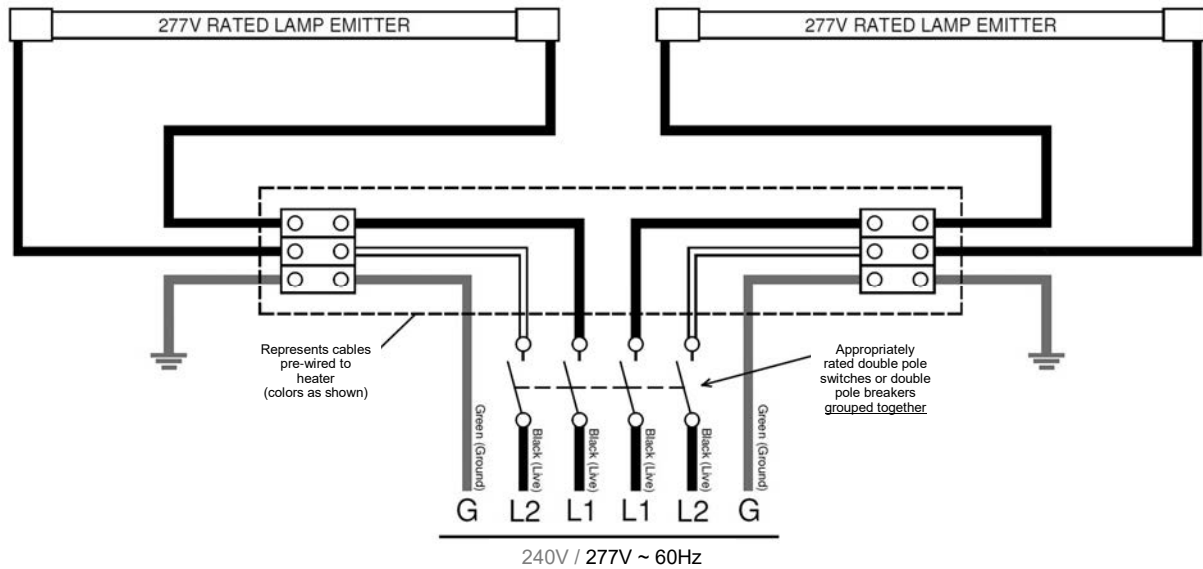 277V RATED LAMP EMITTER
277V RATED LAMP EMITTER
Represents cables
pre-wired to
heater
(colors as shown)
Appropriately
rated double pole
switches or double
pole breakers
grouped together
Green (Ground)
Black (Live)
Black (Live)
Black (Live)
Black (Live)
Green (Ground)
G L2 L1 L1 L2 G
240V / 277V ~ 60Hz